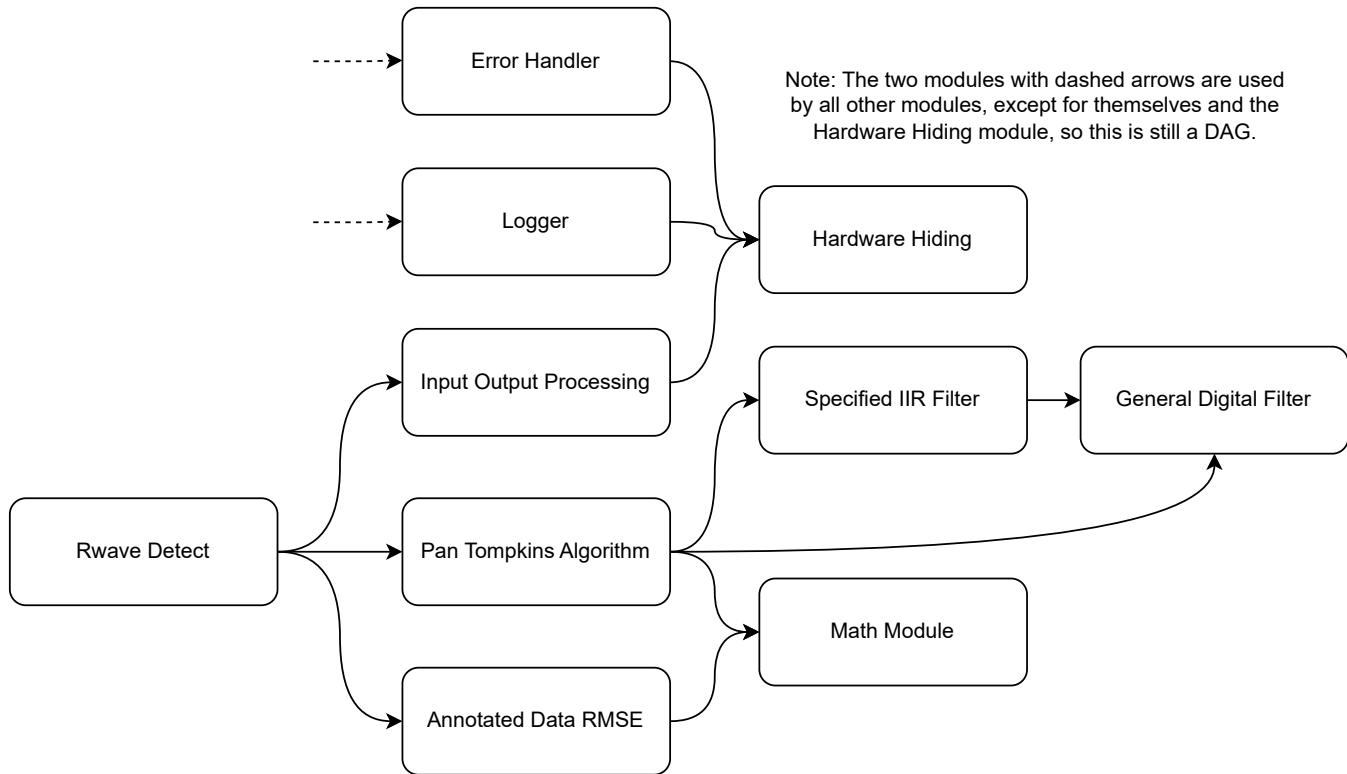 Error Handler
Note: The two modules with dashed arrows are used
by all other modules, except for themselves and the
Hardware Hiding module, so this is still a DAG.
Logger
Hardware Hiding
Input Output Processing
Specified IIR Filter
General Digital Filter
Rwave Detect
Pan Tompkins Algorithm
Math Module
Annotated Data RMSE